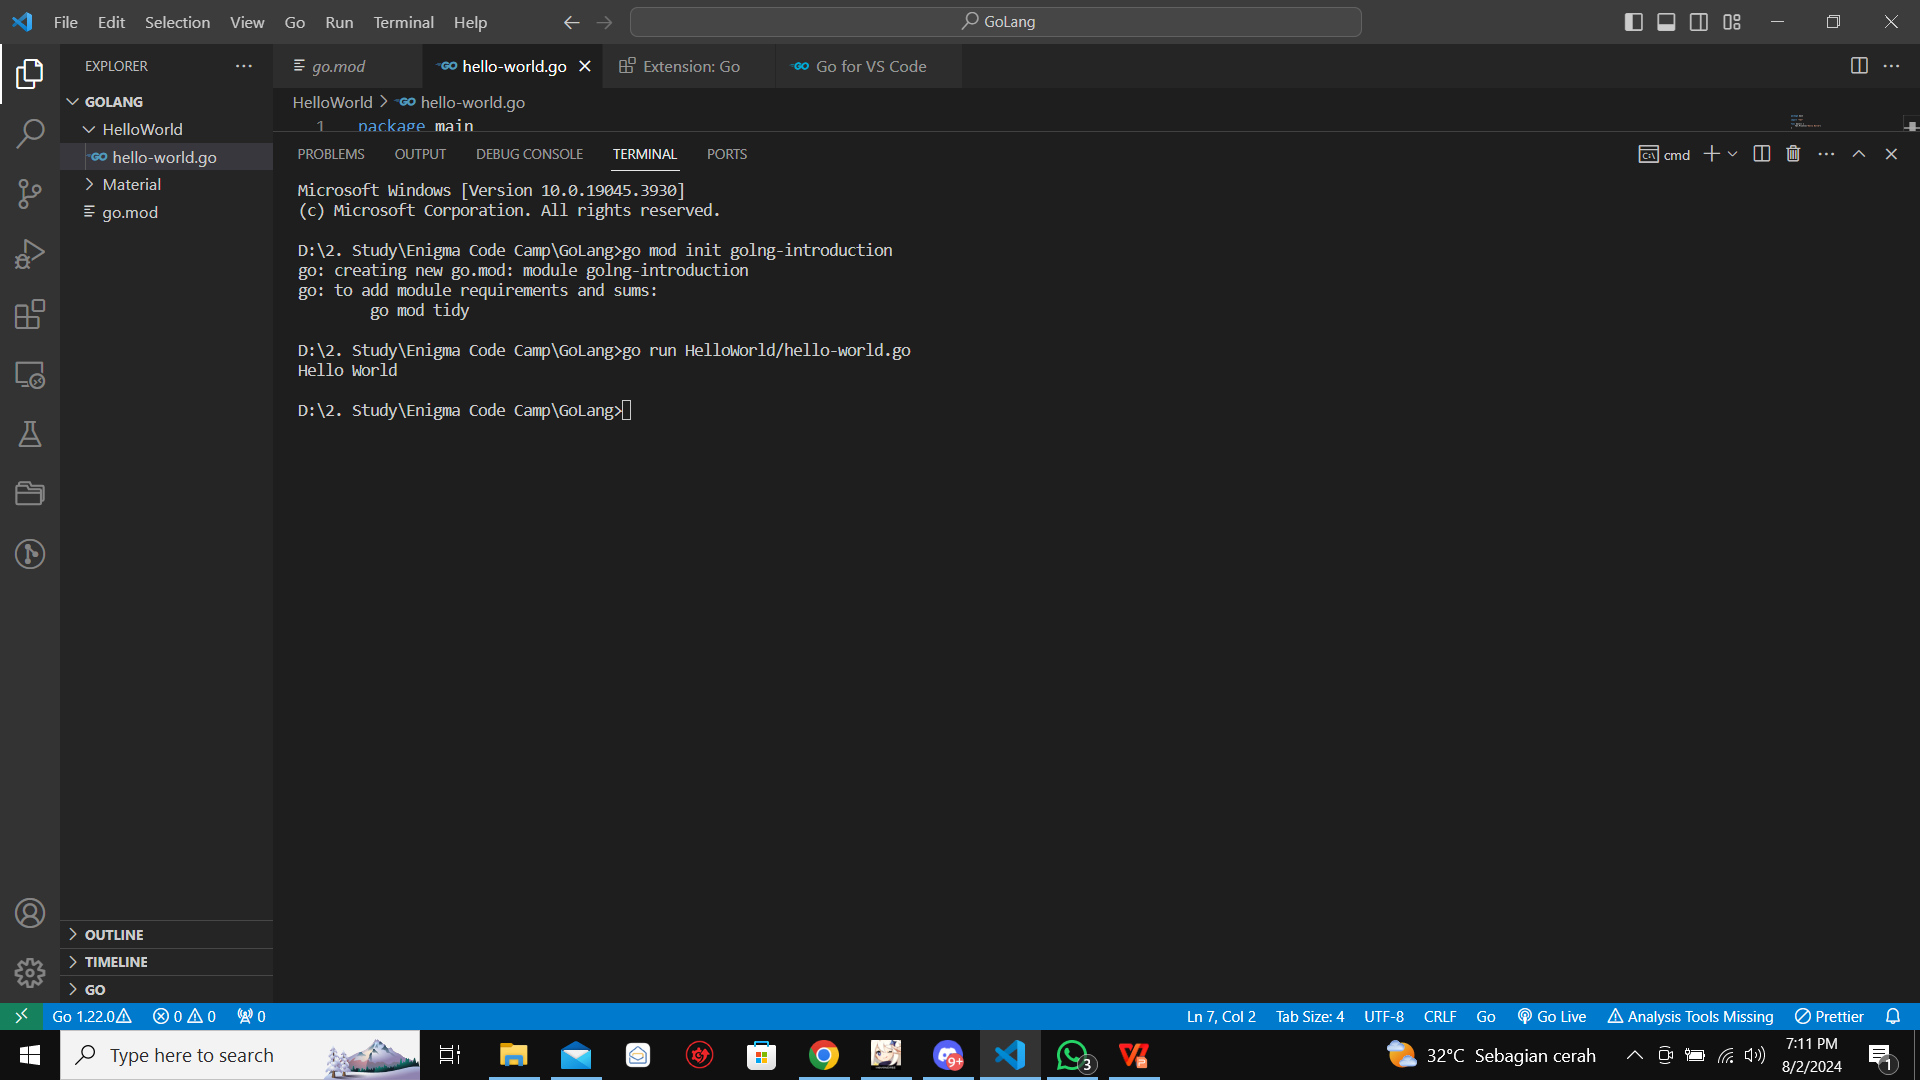 File Edit Selection View Go Run Terminal Help
GoLang
EXPLORER
go.mod
hello-world.go
Extension: Go
Go for VS Code
GOLANG
HelloWorld
hello-world.go
Material
go.mod
HelloWorld > hello-world.go
1 package main
PROBLEMS OUTPUT DEBUG CONSOLE TERMINAL PORTS
cmd
Microsoft Windows [Version 10.0.19045.3930]
(c) Microsoft Corporation. All rights reserved.
D:\2. Study\Enigma Code Camp\GoLang>go mod init golng-introduction
go: creating new go.mod: module golng-introduction
go: to add module requirements and sums:
go mod tidy
D:\2. Study\Enigma Code Camp\GoLang>go run HelloWorld/hello-world.go
Hello World
D:\2. Study\Enigma Code Camp\GoLang>
OUTLINE
TIMELINE
GO
Go 1.22.0 0 0 0
Ln 7, Col 2 Tab Size: 4 UTF-8 CRLF Go Go Live Analysis Tools Missing Prettier
Type here to search
9+
3
32°C Sebagian cerah
7:11 PM
8/2/2024
1